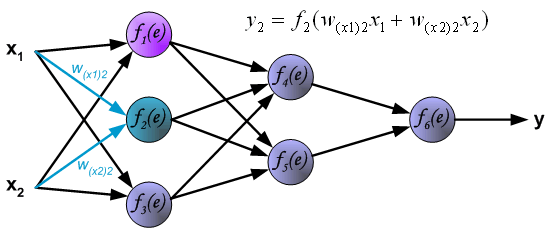 y₂ = f₂(w₍ₓ₁₎₂x₁ + w₍ₓ₂₎₂x₂)
f₁(e)
x₁
w₍ₓ₁₎₂
f₄(e)
f₂(e)
f₆(e)
y
w₍ₓ₂₎₂
f₅(e)
x₂
f₃(e)